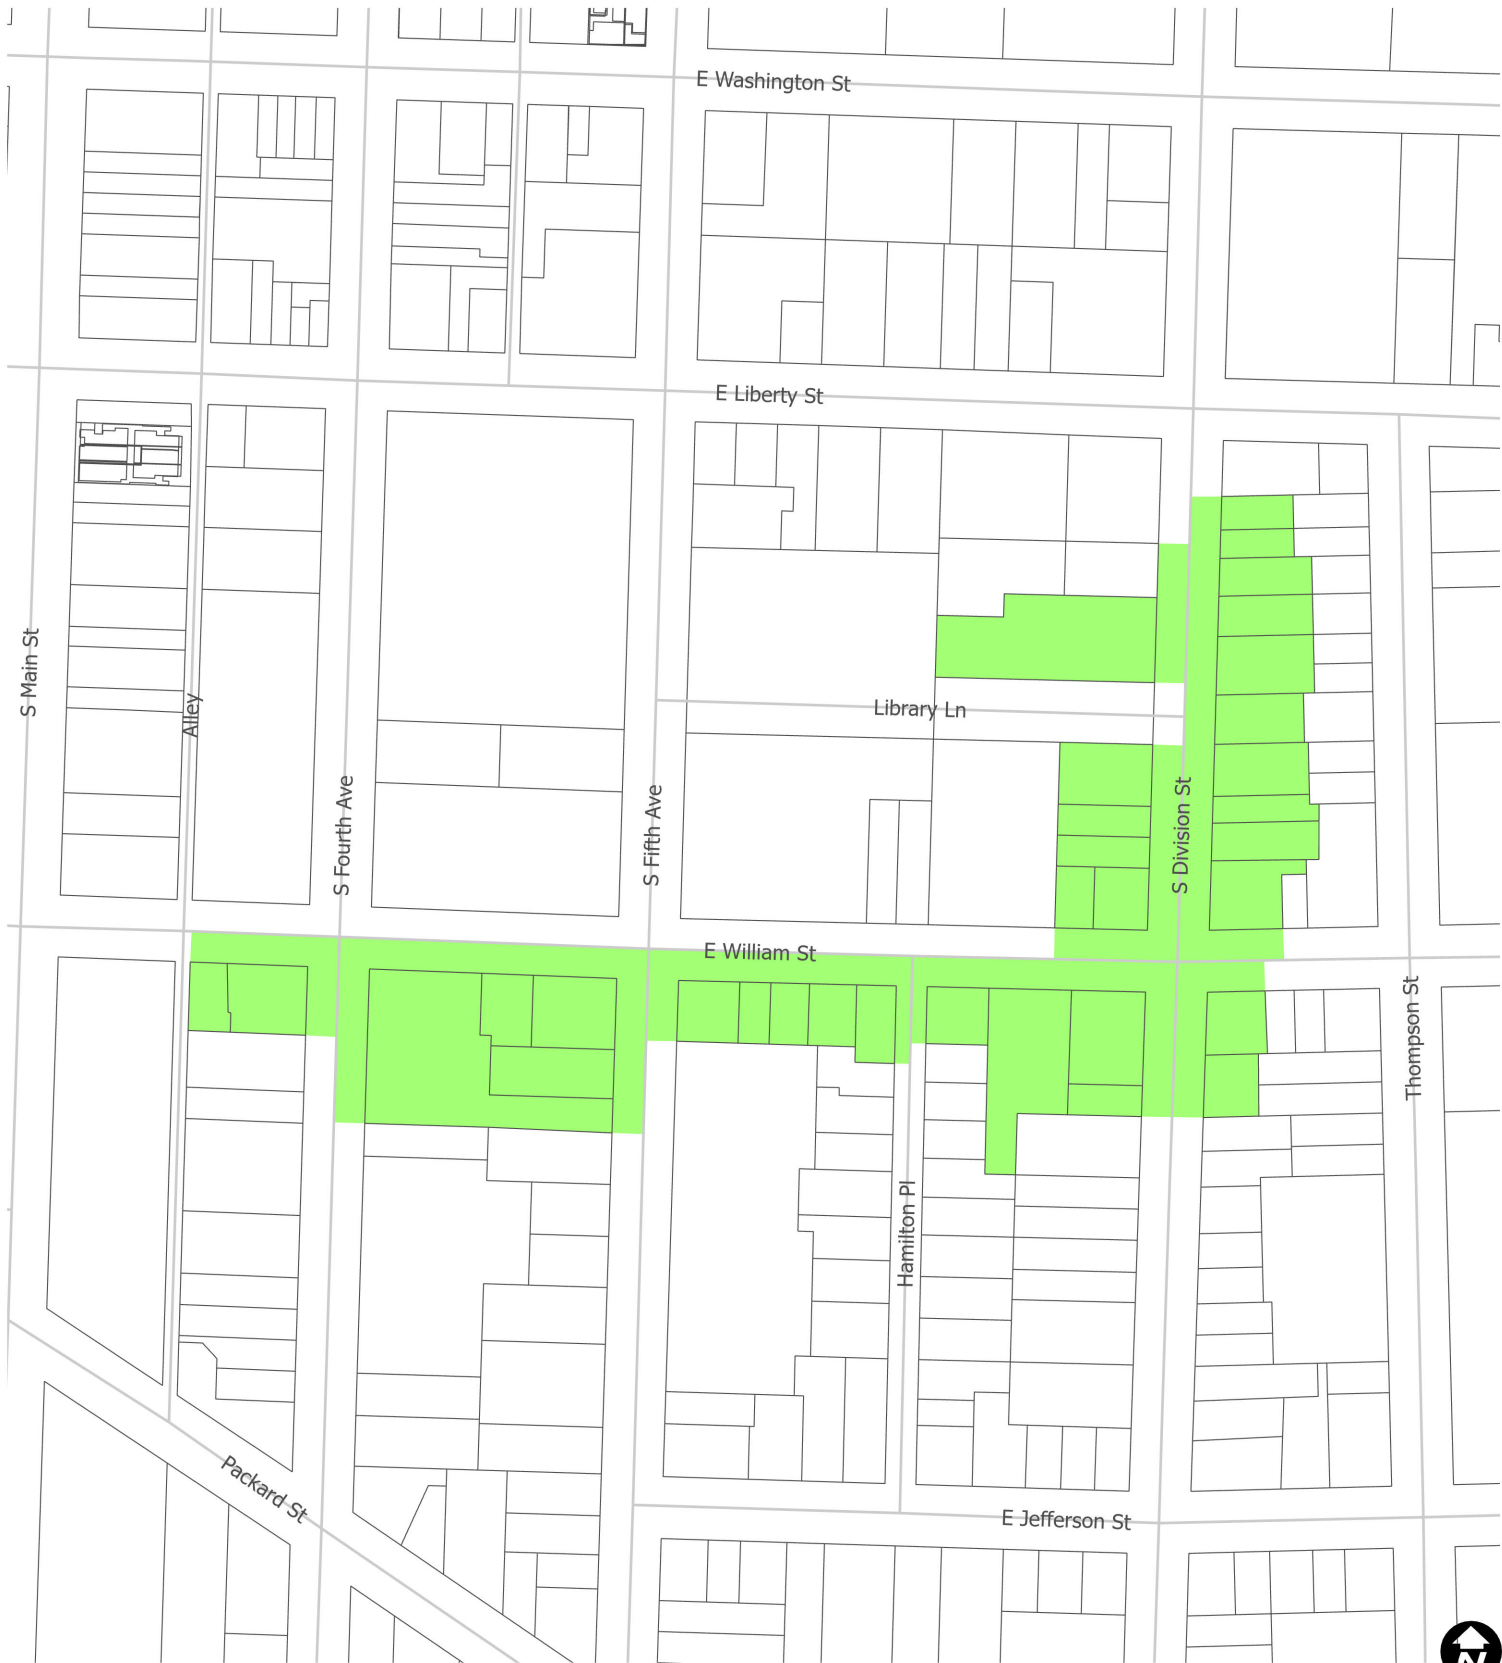 E Washington St
E Liberty St
S Main St
Alley
Library Ln
S Fourth Ave
S Fifth Ave
S Division St
E William St
Thompson St
Hamilton Pl
Packard St
E Jefferson St
N